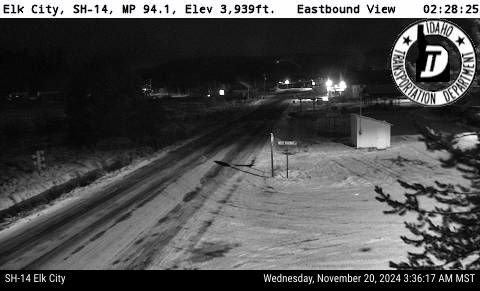 Elk City, SH-14, MP 94.1, Elev 3,939ft. Eastbound View 02:28:25
IDAHO
TRANSPORTATION DEPARTMENT
SH-14 Elk City
Wednesday, November 20, 2024 3:36:17 AM MST